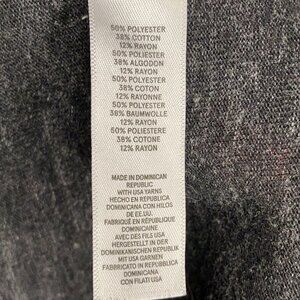 50% POLYESTER
38% COTTON
12% RAYON
50% POLIESTER
38% ALGODON
12% RAYON
50% POLYESTER
38% COTON
12% RAYONNE
50% POLYESTER
38% BAUMWOLLE
12% RAYON
50% POLIESTERE
38% COTONE
12% RAYON
MADE IN DOMINICAN
REPUBLIC
WITH USA YARNS
HECHO EN REPUBLICA
DOMINICANA CON HILOS
DE EE.UU.
FABRIQUÉ EN RÉPUBLIQUE
DOMINICAINE
AVEC DES FILS USA
HERGESTELLT IN DER
DOMINIKANISCHEN REPUBLIK
MIT USA GARNEN
FABBRICATO IN REPUBBLICA
DOMINICANA
CON FILATI USA